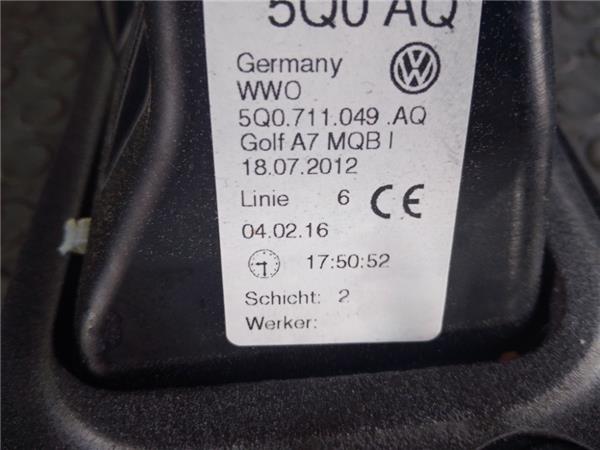 5Q0 AQ
Germany
WWO
5Q0.711.049 .AQ
Golf A7 MQB I
18.07.2012
Linie 6 CE
04.02.16
17:50:52
Schicht: 2
Werker: